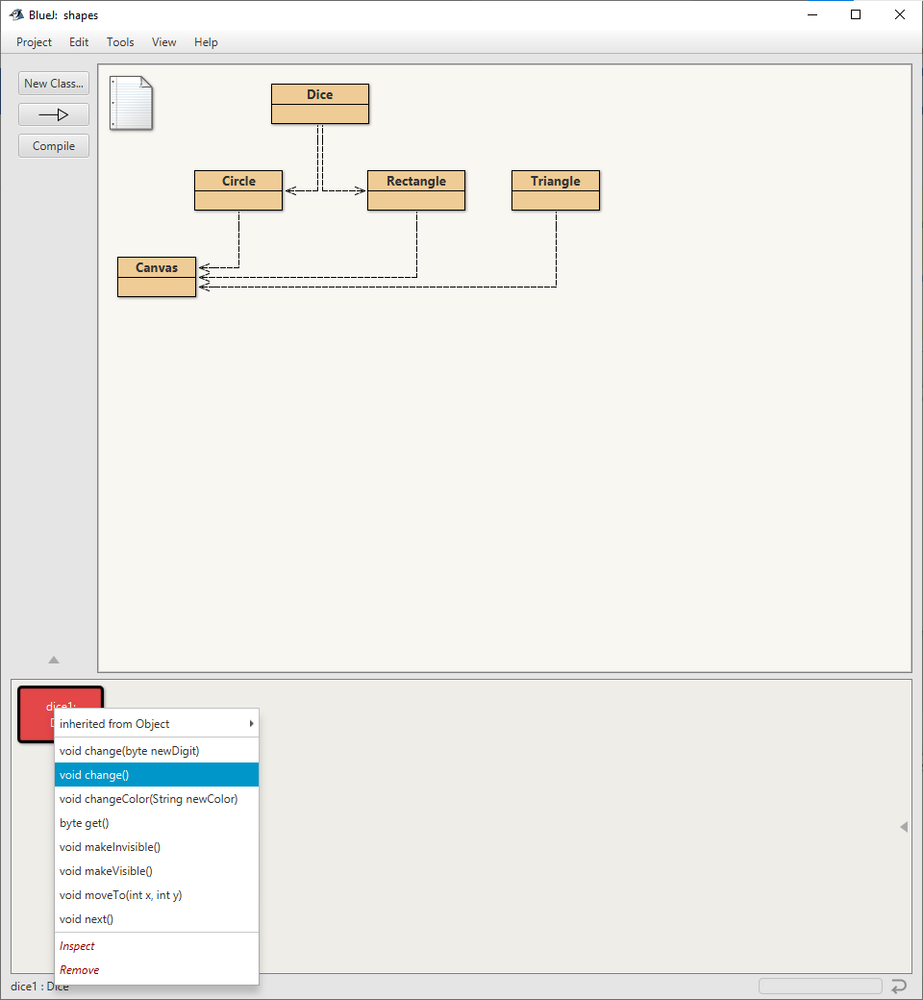 BlueJ: shapes
Project Edit Tools View Help
New Class...
Compile
Dice
Circle
Rectangle
Triangle
Canvas
dice1:
inherited from Object
void change(byte newDigit)
void change()
void changeColor(String newColor)
byte get()
void makeInvisible()
void makeVisible()
void moveTo(int x, int y)
void next()
Inspect
Remove
dice1 : Dice